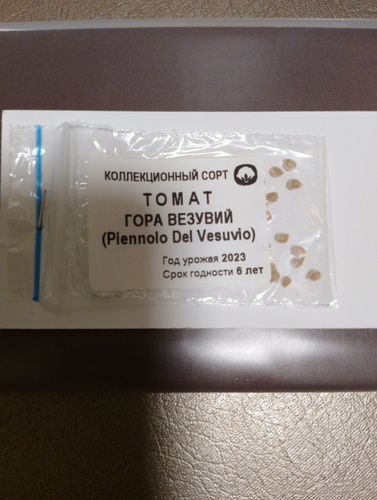 КОЛЛЕКЦИОННЫЙ СОРТ
ТОМАТ
ГОРА ВЕЗУВИЙ
(Piennolo Del Vesuvio)
Год урожая 2023
Срок годности 6 лет